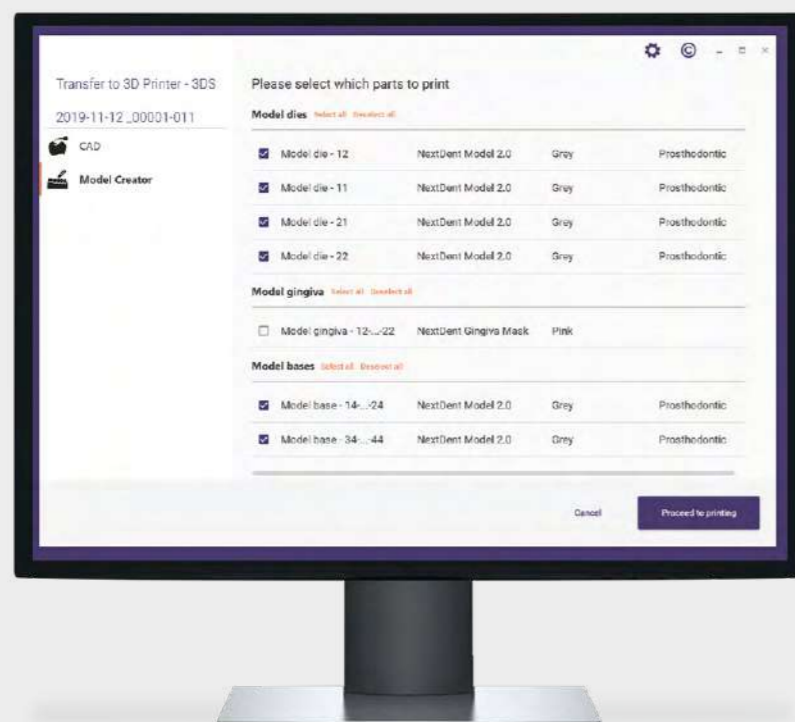 Transfer to 3D Printer - 3DS
2019-11-12 _00001-011
CAD
Model Creator
Please select which parts to print
Model dies Select all Deselect all
Model die - 12 NextDent Model 2.0 Grey Prosthodontic
Model die - 11 NextDent Model 2.0 Grey Prosthodontic
Model die - 21 NextDent Model 2.0 Grey Prosthodontic
Model die - 22 NextDent Model 2.0 Grey Prosthodontic
Model gingiva Select all Deselect all
Model gingiva - 12-...-22 NextDent Gingiva Mask Pink
Model bases Select all Deselect all
Model base - 14-...-24 NextDent Model 2.0 Grey Prosthodontic
Model base - 34-...-44 NextDent Model 2.0 Grey Prosthodontic
Cancel Proceed to printing